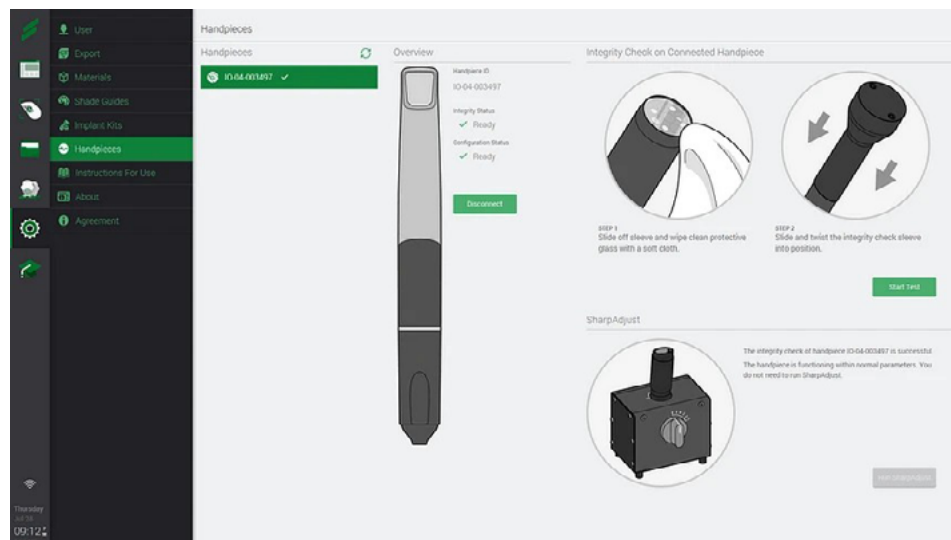 User
Export
Materials
Shade Guides
Implant Kits
Handpieces
Instructions For Use
About
Agreement
Thursday
09:12
Handpieces
Handpieces
IO-04-003497
Overview
Handpiece ID
IO-04-003497
Integrity Status
Ready
Configuration Status
Ready
Disconnect
Integrity Check on Connected Handpiece
STEP 1
Slide off sleeve and wipe clean protective
glass with a soft cloth.
STEP 2
Slide and twist the integrity check sleeve
into position.
Start Test
SharpAdjust
The integrity check of handpiece IO-04-003497 is successful
The handpiece is functioning within normal parameters. You
do not need to run SharpAdjust.
Run SharpAdjust